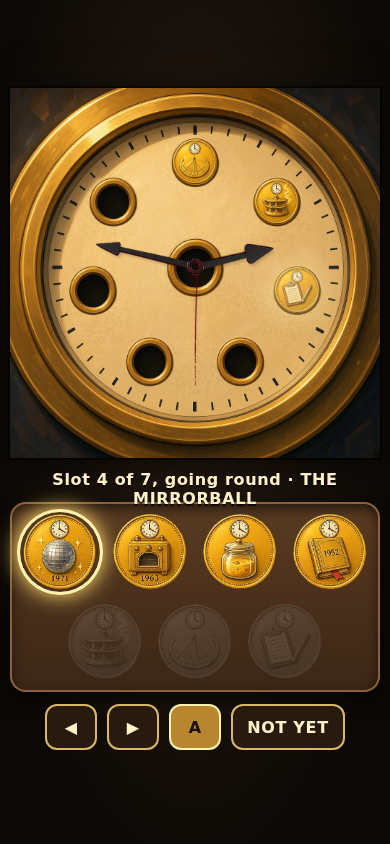 Slot 4 of 7, going round · THE
MIRRORBALL
1971
1963
1952
◀
▶
A
NOT YET